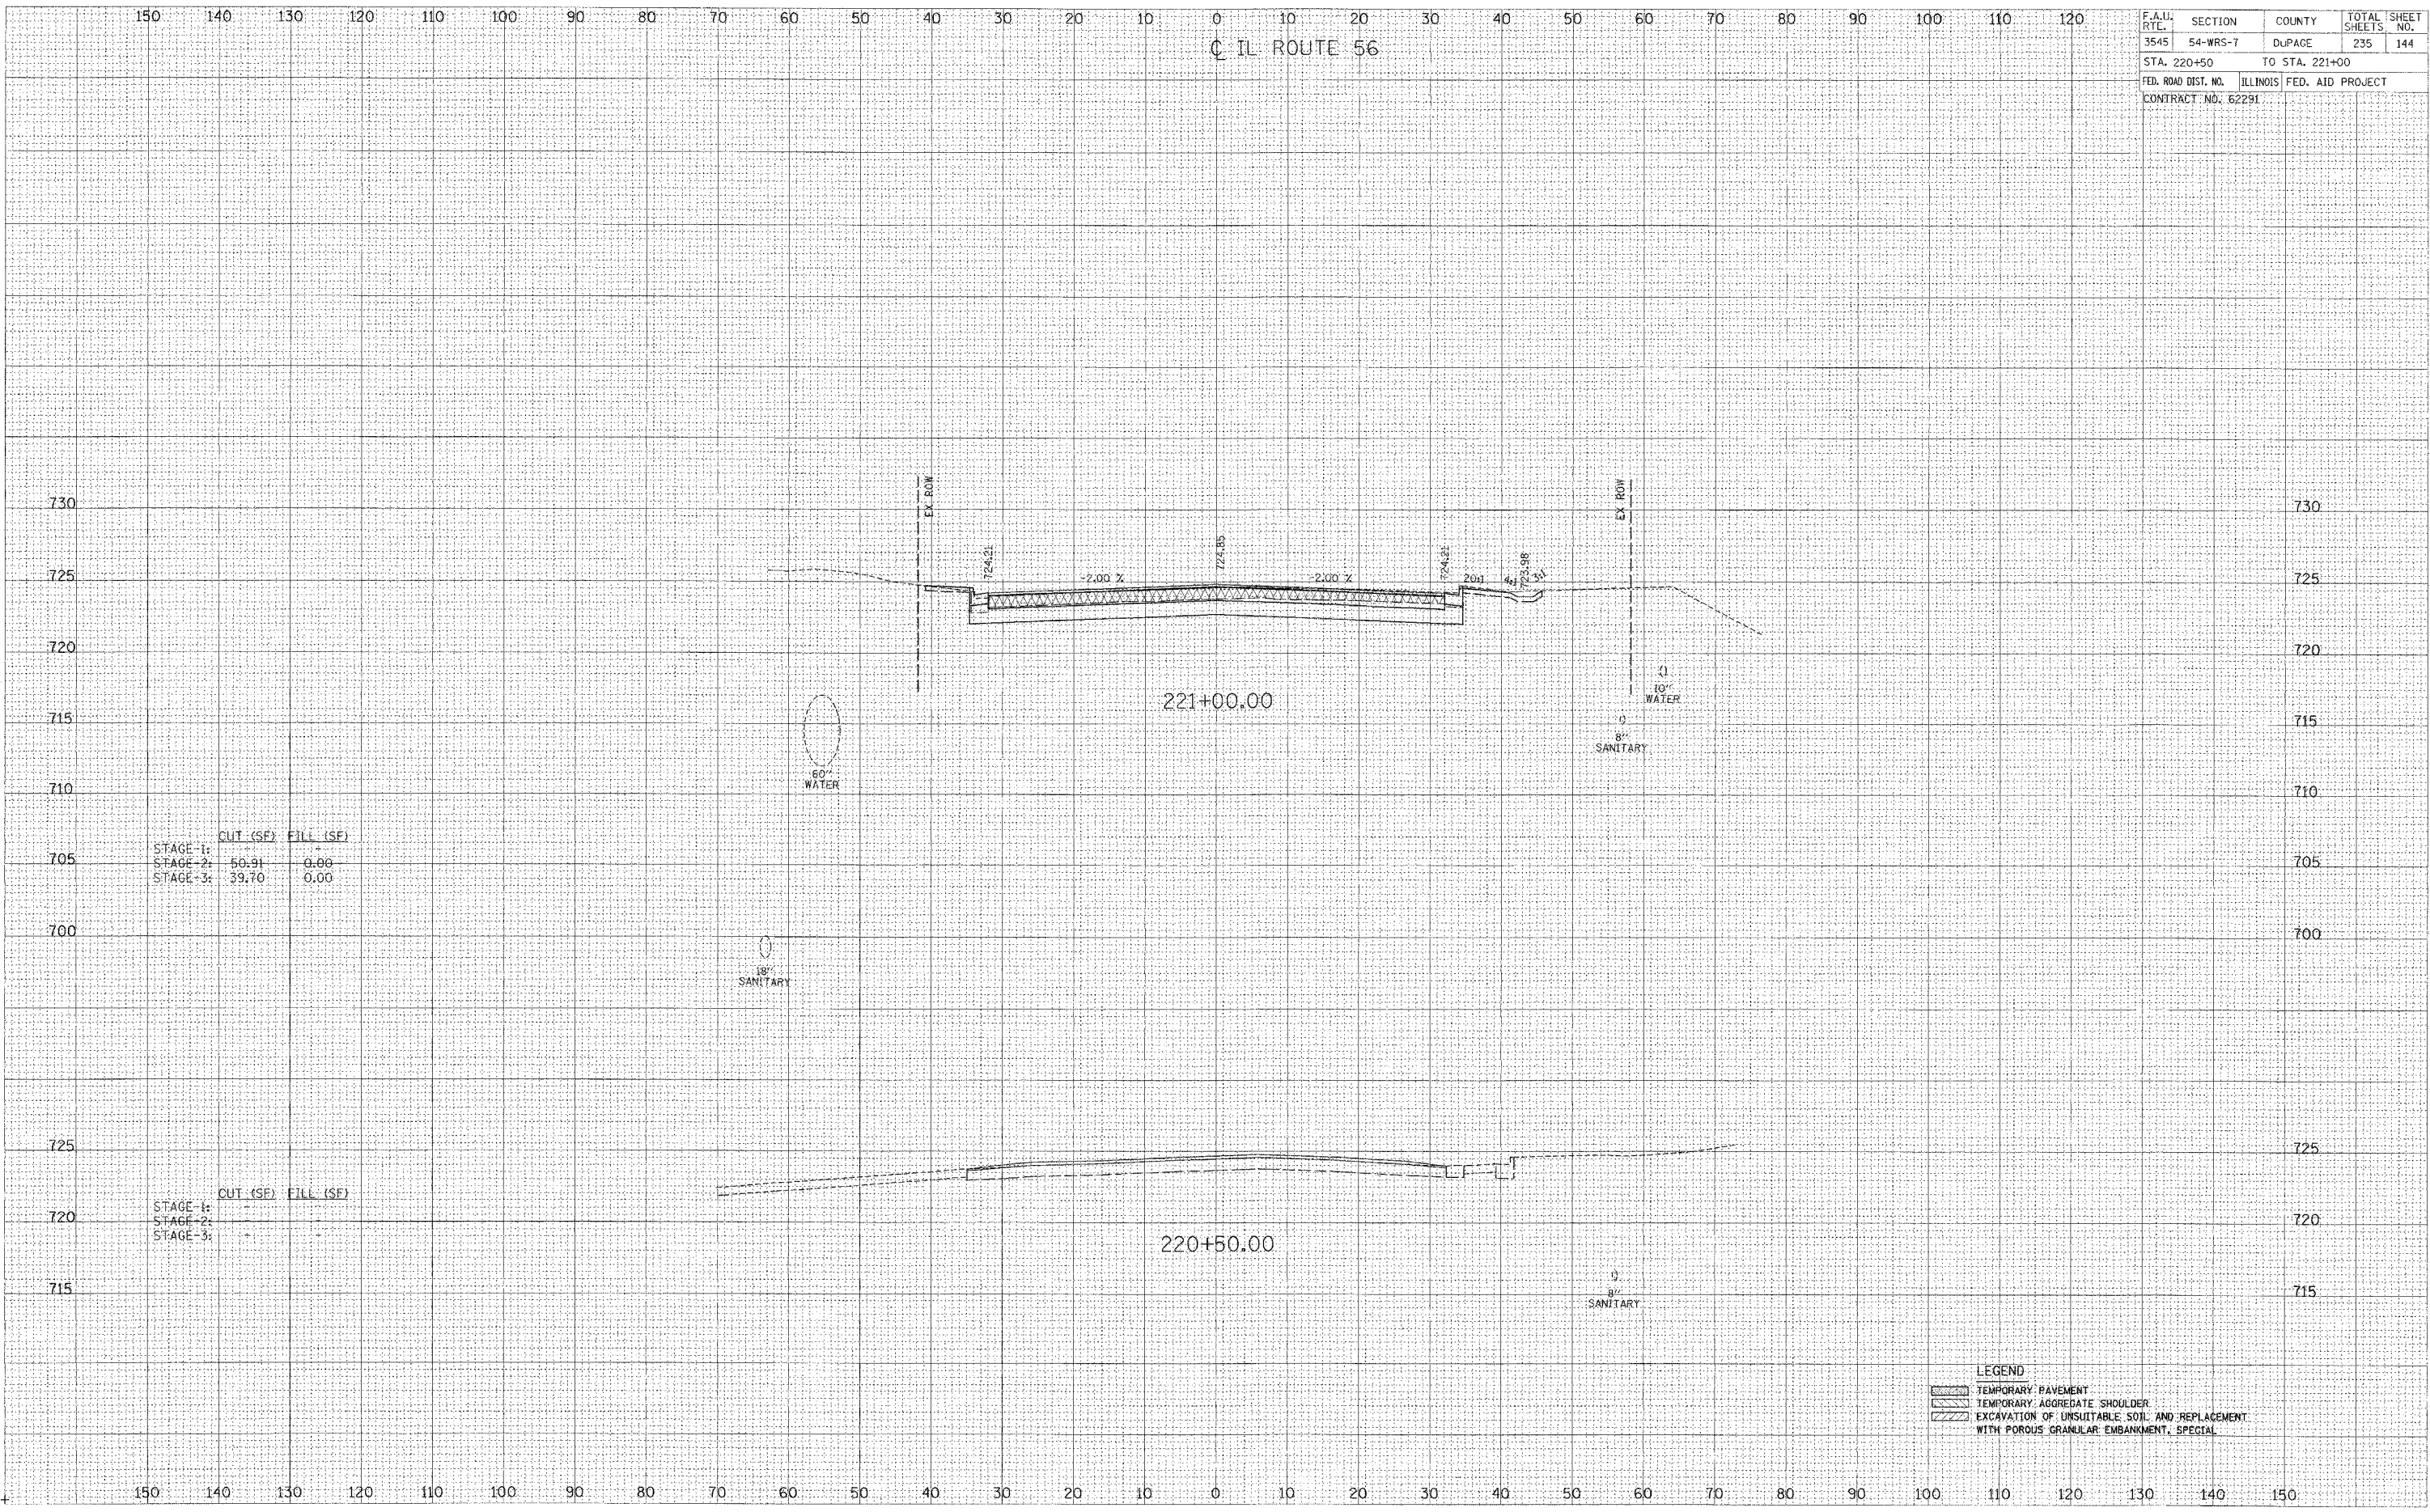 150 140 130 120 110 100 90 80 70 60 50 40 30 20 10 0 10 20 30 40 50 60 70 80 90 100 110 120
F.A.U. RTE. SECTION COUNTY TOTAL SHEETS SHEET NO.
3545 54-WRS-7 DuPAGE 235 144
STA. 220+50 TO STA. 221+00
FED. ROAD DIST. NO. ILLINOIS FED. AID PROJECT
CONTRACT NO. 62291
℄ IL ROUTE 56
EX ROW
EX ROW
730 730
724.21 724.85 724.21 723.98
725 -2.00 % -2.00 % 20:1 4:1 3:1 725
720 720
10"
WATER
221+00.00
715 715
8"
SANITARY
60"
WATER
710 710
CUT (SF) FILL (SF)
STAGE-1: - -
STAGE-2: 50.91 0.00
STAGE-3: 39.70 0.00
705 705
700 700
18"
SANITARY
725 725
CUT (SF) FILL (SF)
STAGE-1: - -
STAGE-2: - -
STAGE-3: - -
720 720
220+50.00
715 715
8"
SANITARY
LEGEND
TEMPORARY PAVEMENT
TEMPORARY AGGREGATE SHOULDER
EXCAVATION OF UNSUITABLE SOIL AND REPLACEMENT
WITH POROUS GRANULAR EMBANKMENT, SPECIAL
150 140 130 120 110 100 90 80 70 60 50 40 30 20 10 0 10 20 30 40 50 60 70 80 90 100 110 120 130 140 150